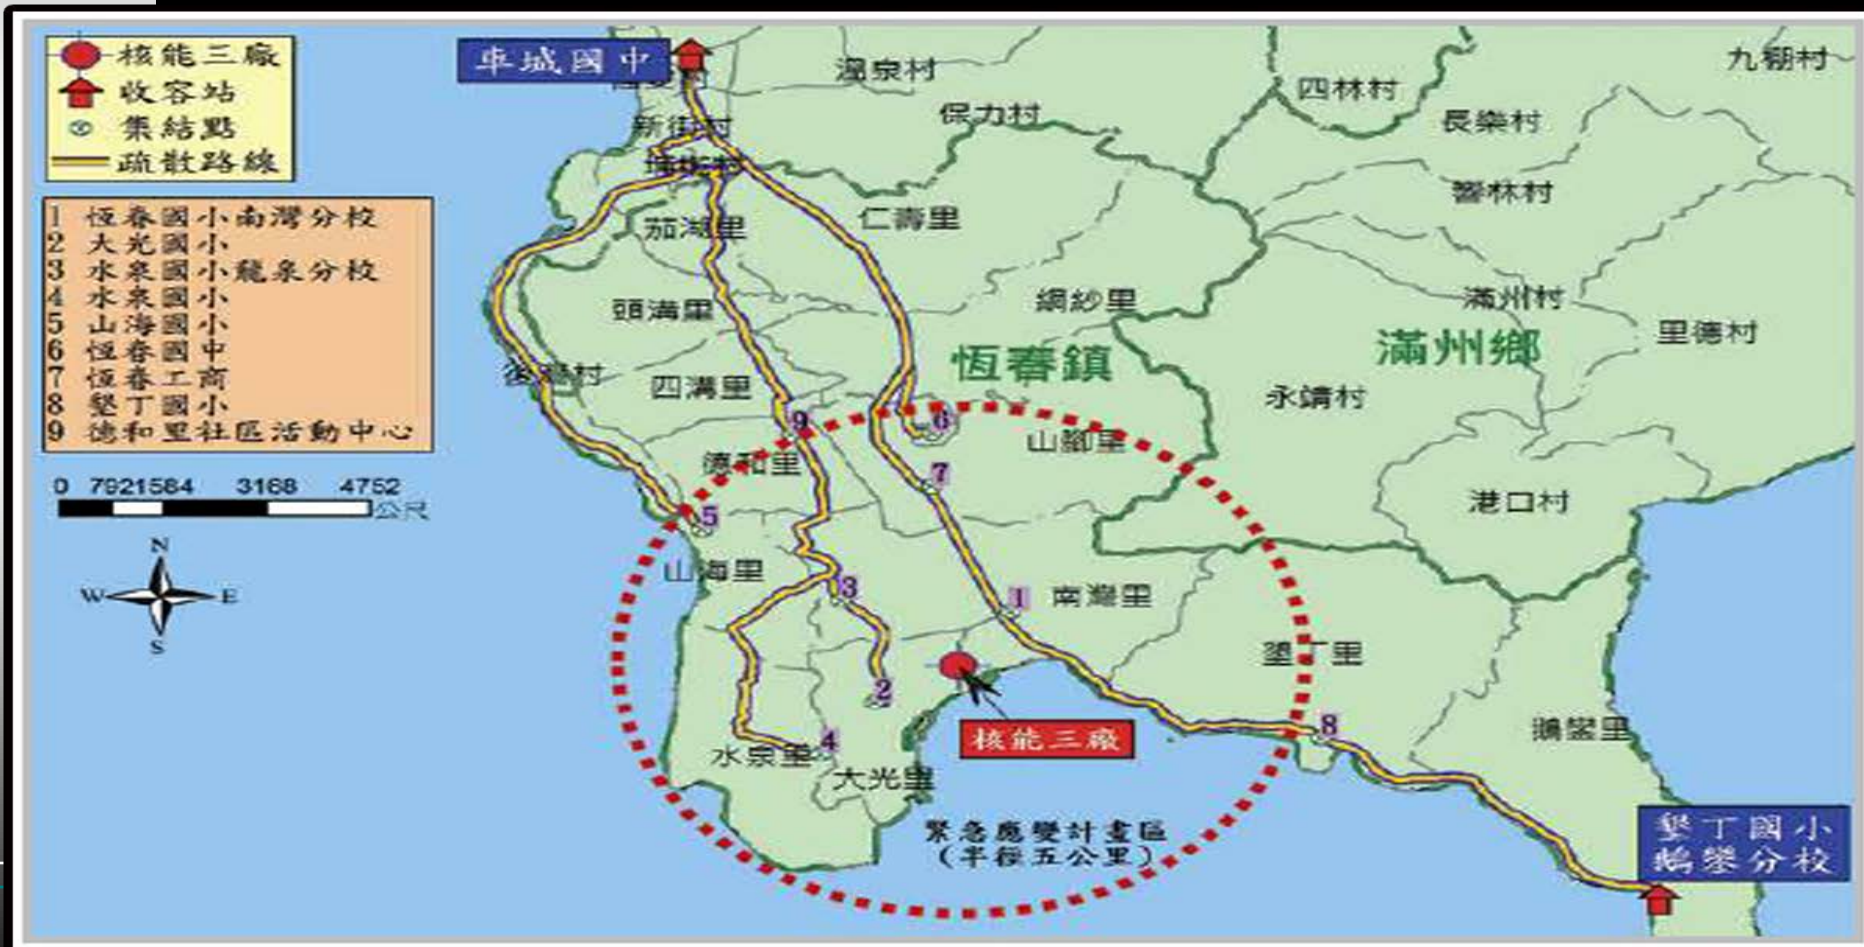 核能三廠
收容站
集結點
疏散路線
1 恆春國小南灣分校
2 大光國小
3 水泉國小龍泉分校
4 水泉國小
5 山海國小
6 恆春國中
7 恆春工商
8 墾丁國小
9 德和里社區活動中心
0 7921584 3168 4752
公尺
N
W E
S
車城國中
溫泉村
四林村
九棚村
保力村
長樂村
新街村
響林村
茄湖里
仁壽里
頭溝里
網紗里
滿州村
里德村
恆春鎮
滿州鄉
四溝里
永靖村
9
6
山腳里
德和里
7
港口村
5
山海里
3
1
南灣里
墾丁里
2
8
鵝鑾里
4
核能三廠
水泉里
大光里
緊急應變計畫區
(半徑五公里)
墾丁國小
鵝鑾分校